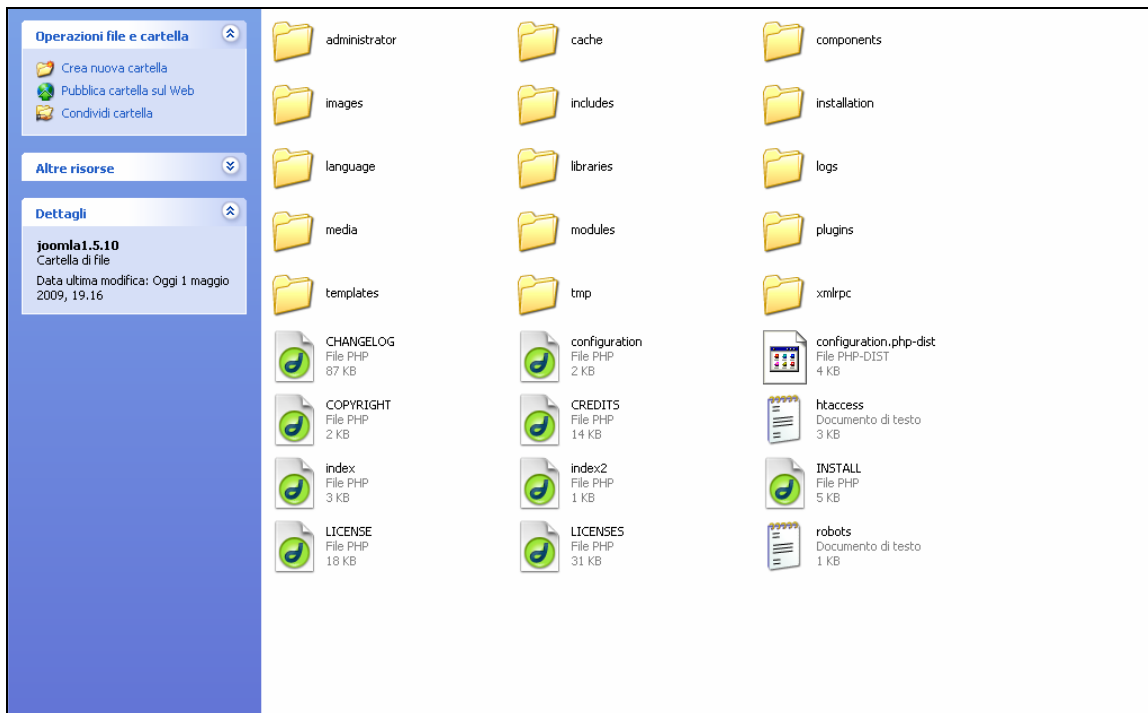 Operazioni file e cartella
Crea nuova cartella
Pubblica cartella sul Web
Condividi cartella
Altre risorse
Dettagli
joomla1.5.10
Cartella di file
Data ultima modifica: Oggi 1 maggio
2009, 19.16
administrator
cache
components
images
includes
installation
language
libraries
logs
media
modules
plugins
templates
tmp
xmlrpc
CHANGELOG
File PHP
87 KB
configuration
File PHP
2 KB
configuration.php-dist
File PHP-DIST
4 KB
COPYRIGHT
File PHP
2 KB
CREDITS
File PHP
14 KB
htaccess
Documento di testo
3 KB
index
File PHP
3 KB
index2
File PHP
1 KB
INSTALL
File PHP
5 KB
LICENSE
File PHP
18 KB
LICENSES
File PHP
31 KB
robots
Documento di testo
1 KB